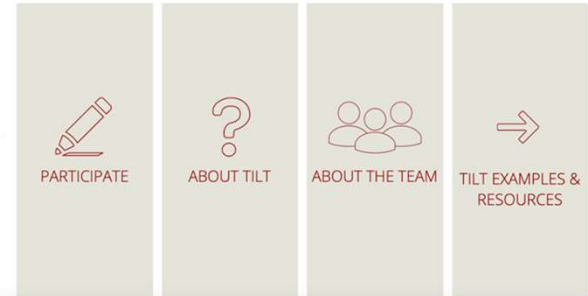 PARTICIPATE
ABOUT TILT
ABOUT THE TEAM
TILT EXAMPLES &
RESOURCES